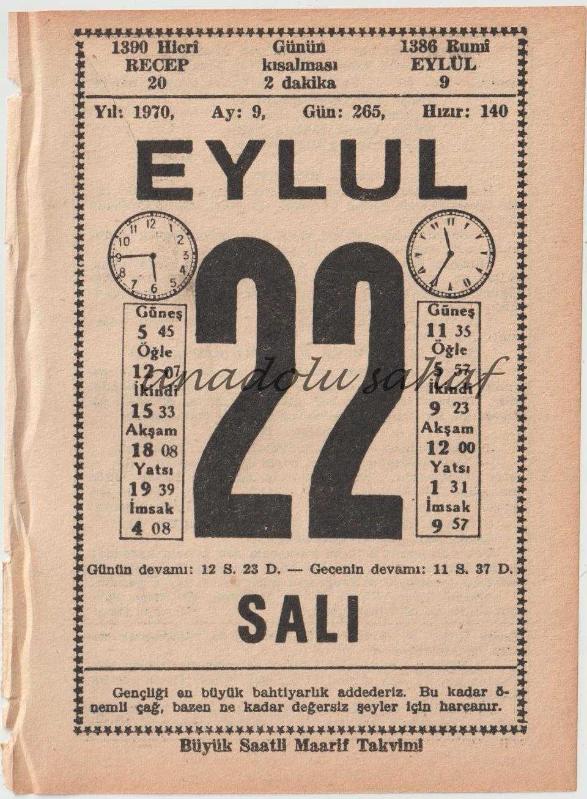 1390 Hicrî Günün 1386 Rumî
RECEP kısalması EYLÜL
20 2 dakika 9
Yıl: 1970, Ay: 9, Gün: 265, Hızır: 140
EYLUL
22
Güneş
5 45
Öğle
12 07
İkindi
15 33
Akşam
18 08
Yatsı
19 39
İmsak
4 08
Güneş
11 35
Öğle
5 57
İkindi
9 23
Akşam
12 00
Yatsı
1 31
İmsak
9 57
anadolu sahaf
Günün devamı: 12 S. 23 D. — Gecenin devamı: 11 S. 37 D.
SALI
Gençliği en büyük bahtiyarlık addederiz. Bu kadar ö-
nemli çağ, bazen ne kadar değersiz şeyler için harcanır.
Büyük Saatli Maarif Takvimi